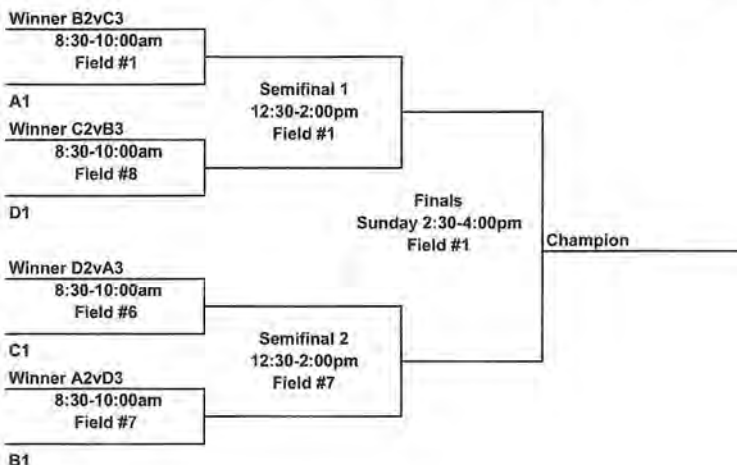 Winner B2vC3
8:30-10:00am
Field #1
A1
Winner C2vB3
8:30-10:00am
Field #8
D1
Semifinal 1
12:30-2:00pm
Field #1
Winner D2vA3
8:30-10:00am
Field #6
C1
Winner A2vD3
8:30-10:00am
Field #7
B1
Semifinal 2
12:30-2:00pm
Field #7
Finals
Sunday 2:30-4:00pm
Field #1
Champion